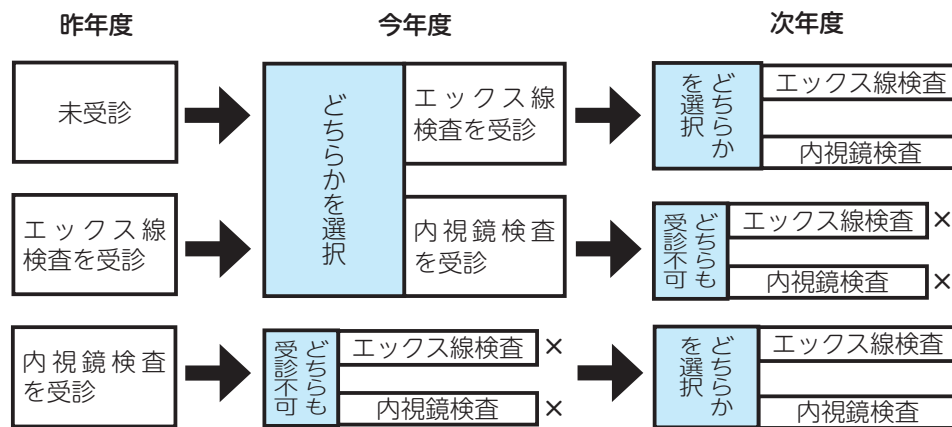 昨年度
今年度
次年度
未受診
どちらかを選択
エックス線
検査を受診
どちらか
を選択
エックス線検査
内視鏡検査
エックス線
検査を受診
内視鏡検査
を受診
どちらも
受診不可
エックス線検査 ×
内視鏡検査 ×
内視鏡検査
を受診
どちらも
受診不可
エックス線検査 ×
内視鏡検査 ×
どちらか
を選択
エックス線検査
内視鏡検査